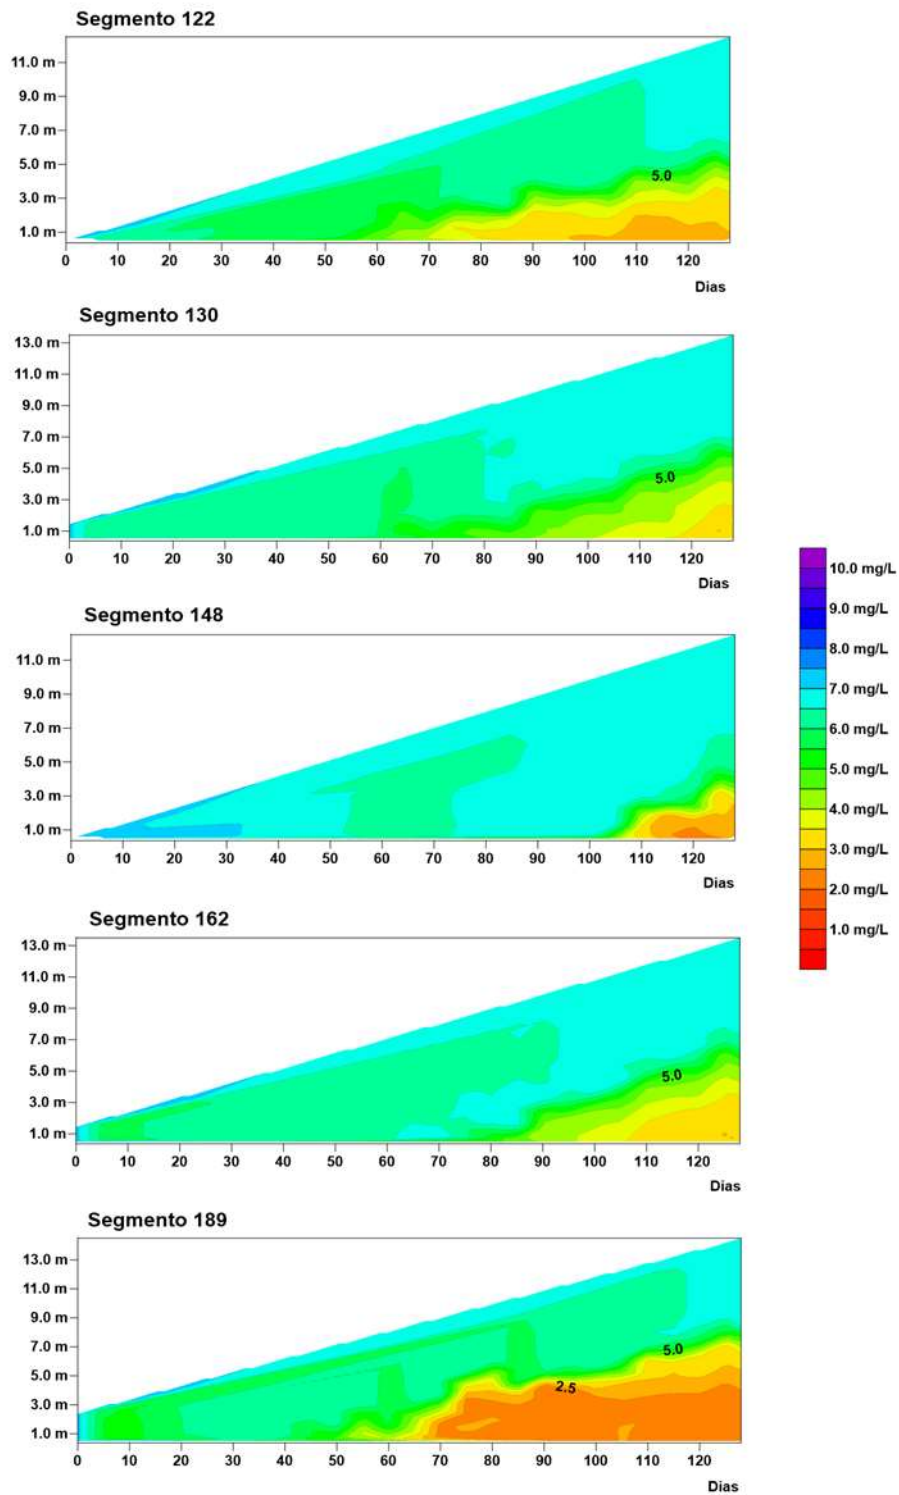 Segmento 122
11.0 m
9.0 m
7.0 m
5.0 m
3.0 m
1.0 m
5.0
0 10 20 30 40 50 60 70 80 90 100 110 120
Dias
Segmento 130
13.0 m
11.0 m
9.0 m
7.0 m
5.0 m
3.0 m
1.0 m
5.0
0 10 20 30 40 50 60 70 80 90 100 110 120
Dias
Segmento 148
11.0 m
9.0 m
7.0 m
5.0 m
3.0 m
1.0 m
0 10 20 30 40 50 60 70 80 90 100 110 120
Dias
Segmento 162
13.0 m
11.0 m
9.0 m
7.0 m
5.0 m
3.0 m
1.0 m
5.0
0 10 20 30 40 50 60 70 80 90 100 110 120
Dias
Segmento 189
13.0 m
11.0 m
9.0 m
7.0 m
5.0 m
3.0 m
1.0 m
5.0
2.5
0 10 20 30 40 50 60 70 80 90 100 110 120
Dias
10.0 mg/L
9.0 mg/L
8.0 mg/L
7.0 mg/L
6.0 mg/L
5.0 mg/L
4.0 mg/L
3.0 mg/L
2.0 mg/L
1.0 mg/L